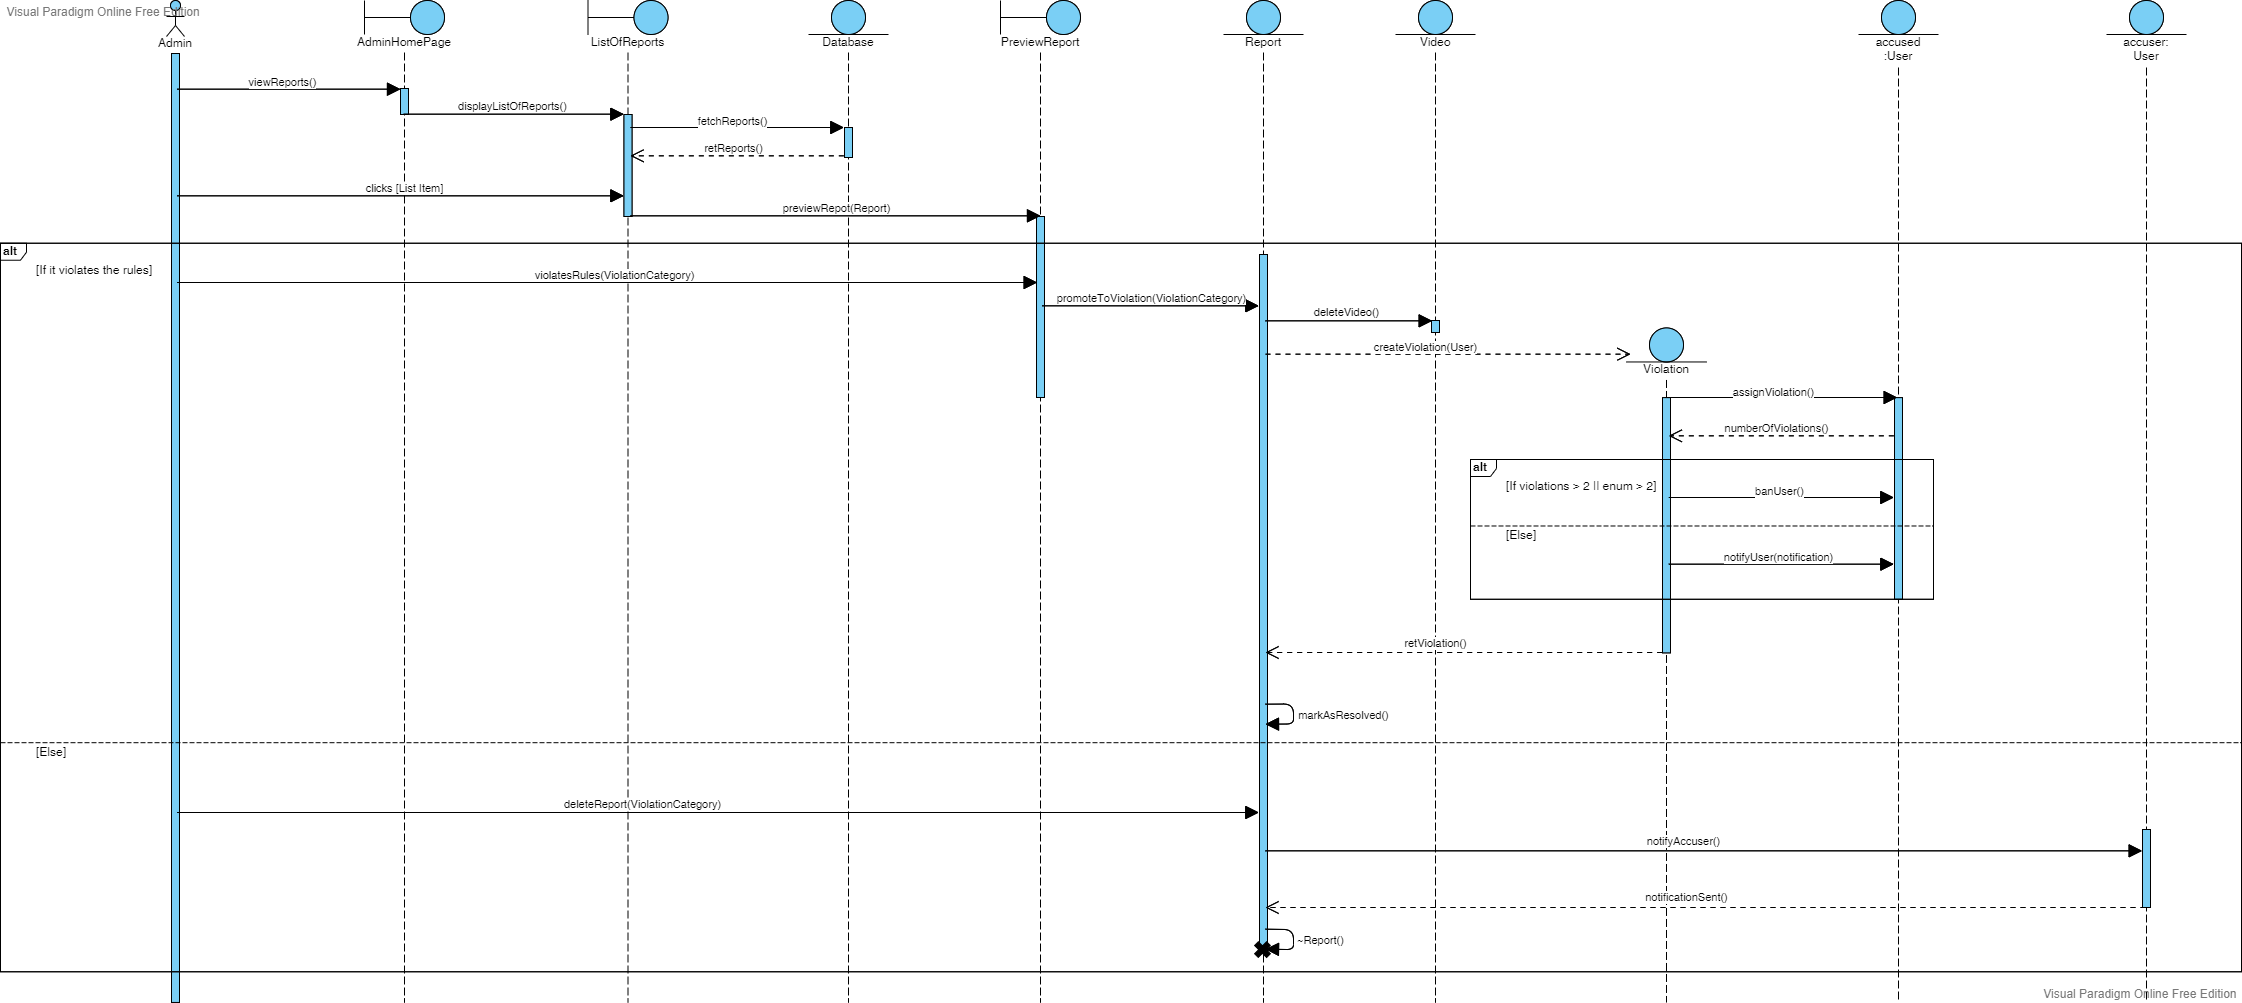 Visual Paradigm Online Free Edition
Admin
AdminHomePage
ListOfReports
Database
PreviewReport
Report
Video
accused
:User
accuser:
User
viewReports()
displayListOfReports()
fetchReports()
retReports()
clicks [List Item]
previewRepot(Report)
alt
[If it violates the rules]
violatesRules(ViolationCategory)
promoteToViolation(ViolationCategory)
deleteVideo()
createViolation(User)
Violation
assignViolation()
numberOfViolations()
alt
[If violations > 2 || enum > 2]
banUser()
[Else]
notifyUser(notification)
retViolation()
markAsResolved()
[Else]
deleteReport(ViolationCategory)
notifyAccuser()
notificationSent()
~Report()
Visual Paradigm Online Free Edition